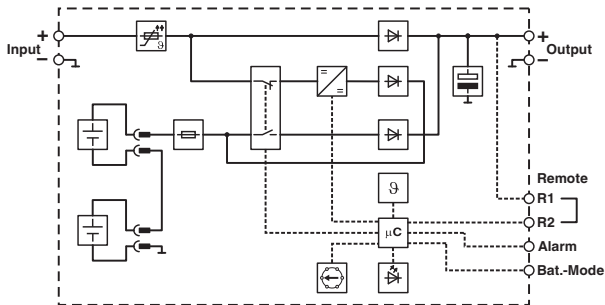 +
Input
−
ϑ
+
Output
−
=
=
ϑ
μC
Remote
R1
R2
Alarm
Bat.-Mode